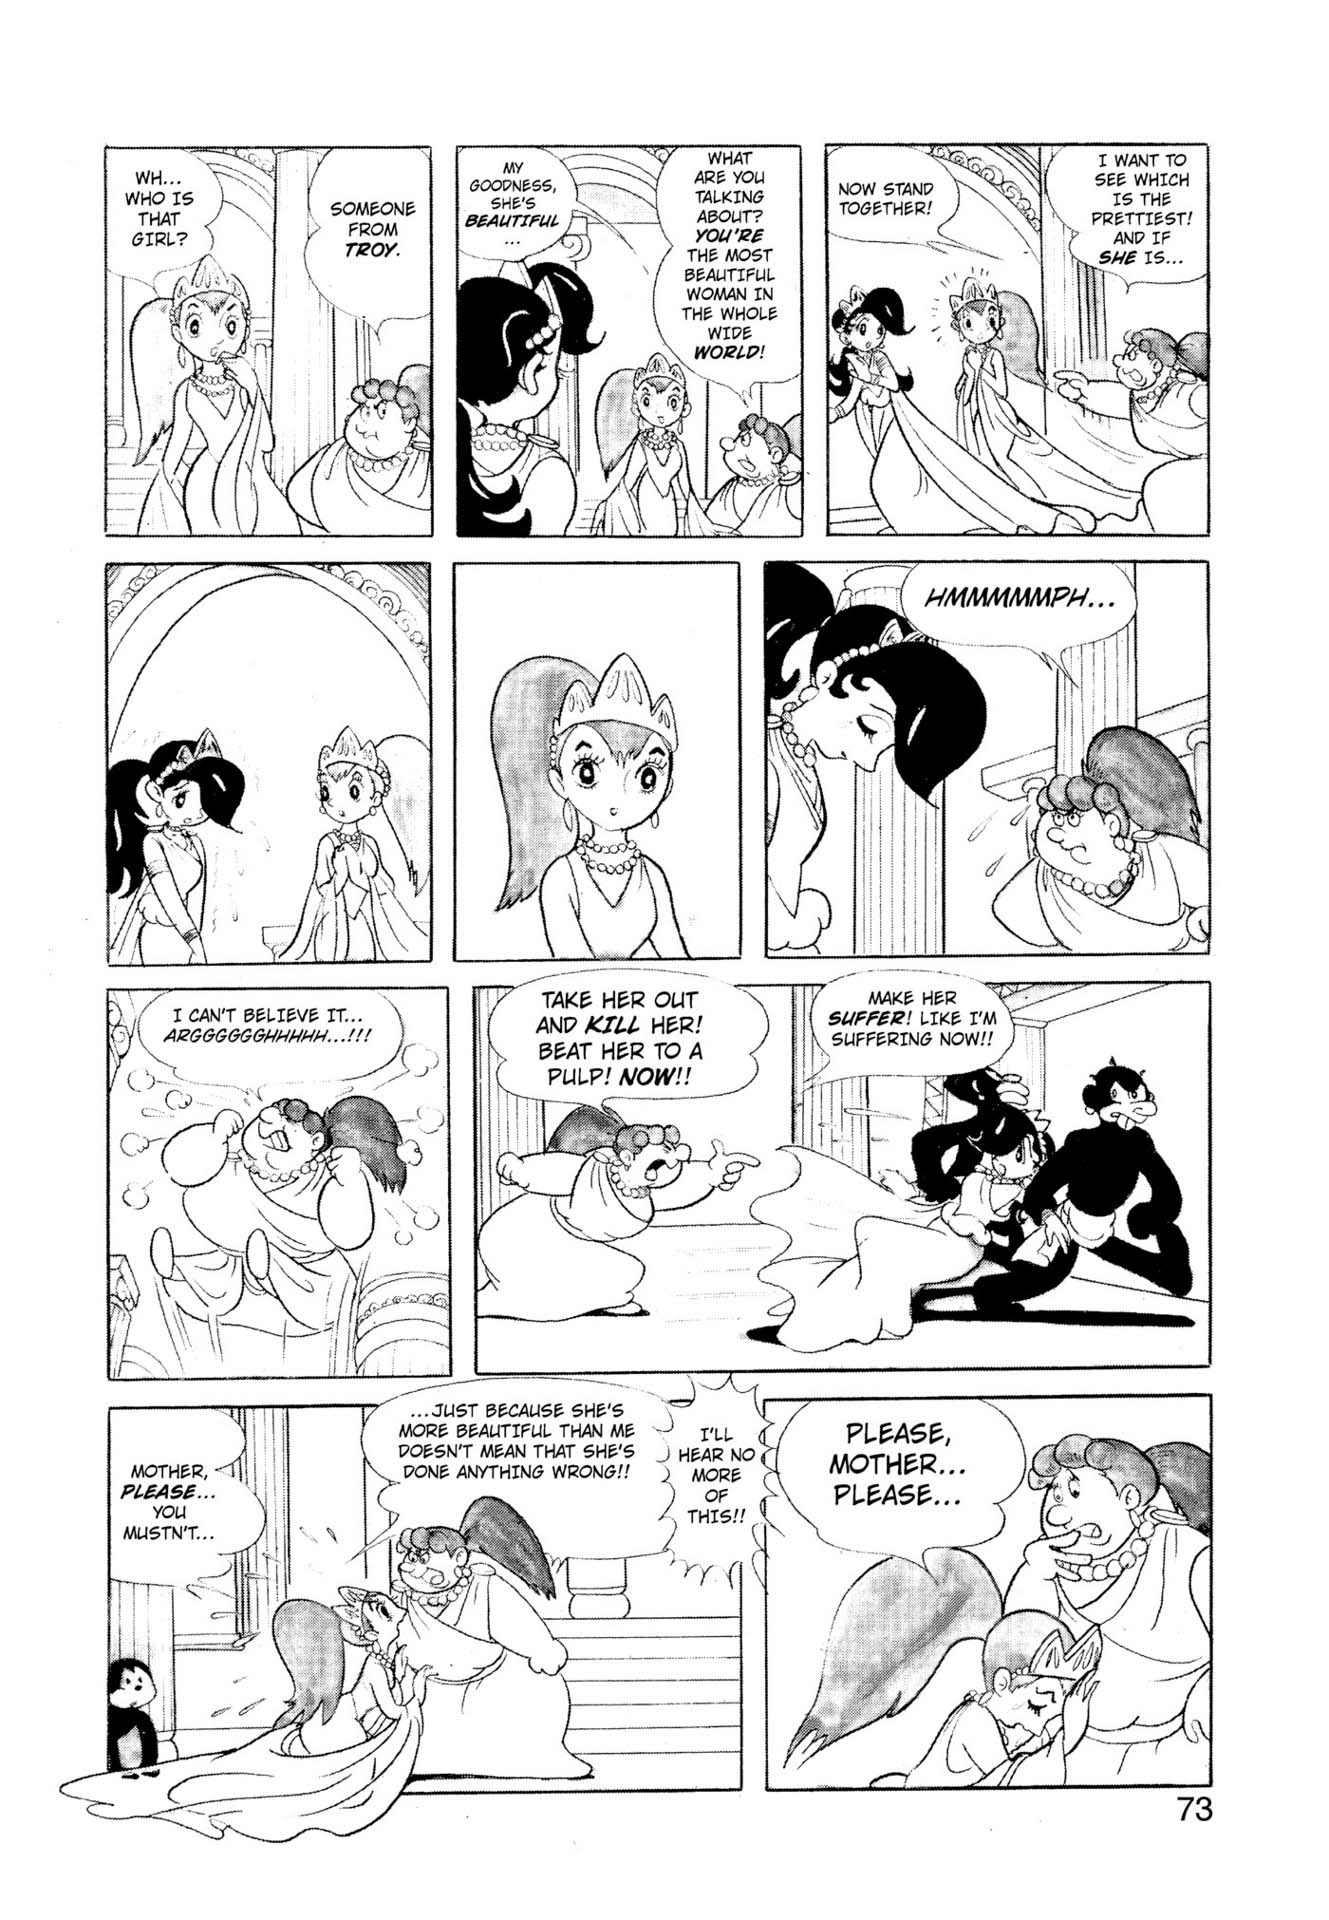 WH...
WHO IS
THAT
GIRL?
SOMEONE
FROM
TROY.
MY
GOODNESS,
SHE'S
BEAUTIFUL
...
WHAT
ARE YOU
TALKING
ABOUT?
YOU'RE
THE MOST
BEAUTIFUL
WOMAN IN
THE WHOLE
WIDE
WORLD!
NOW STAND
TOGETHER!
I WANT TO
SEE WHICH
IS THE
PRETTIEST!
AND IF
SHE IS...
HMMMMMMPH...
I CAN'T BELIEVE IT...
ARGGGGGGHHHHH...!!!
TAKE HER OUT
AND KILL HER!
BEAT HER TO A
PULP! NOW!!
MAKE HER
SUFFER! LIKE I'M
SUFFERING NOW!!
MOTHER,
PLEASE...
YOU
MUSTN'T...
...JUST BECAUSE SHE'S
MORE BEAUTIFUL THAN ME
DOESN'T MEAN THAT SHE'S
DONE ANYTHING WRONG!!
I'LL
HEAR NO
MORE
OF
THIS!!
PLEASE,
MOTHER...
PLEASE...
73